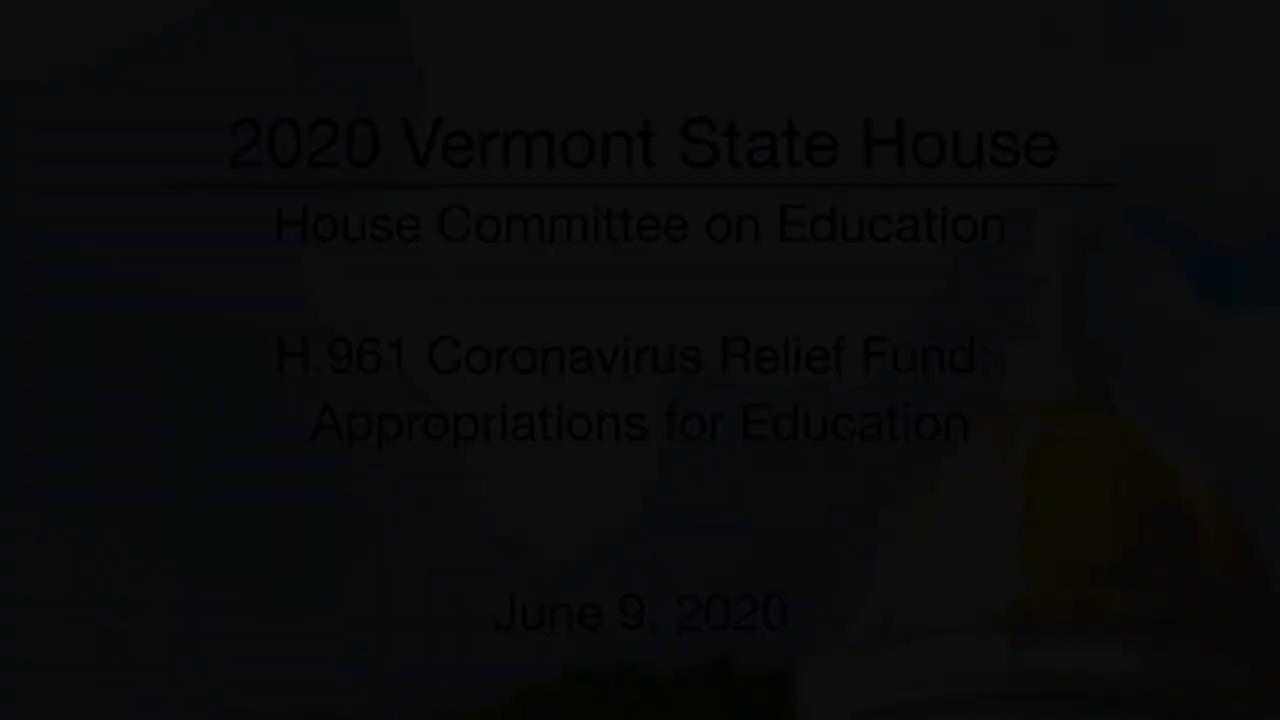 2020 Vermont State House
House Committee on Education
H.961 Coronavirus Relief Fund:
Appropriations for Education
June 9, 2020